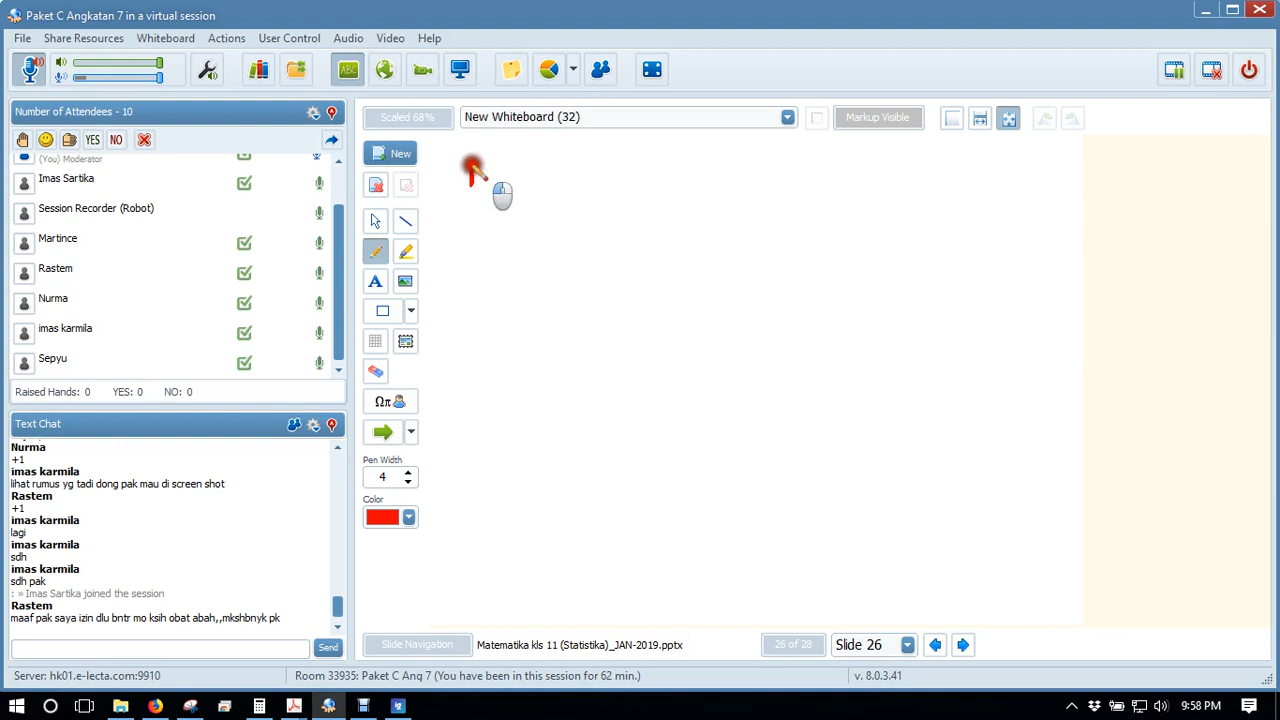 Paket C Angkatan 7 in a virtual session
File Share Resources Whiteboard Actions User Control Audio Video Help
ABC
Number of Attendees - 10
YES NO
(You) Moderator
Imas Sartika
Session Recorder (Robot)
Martince
Rastem
Nurma
imas karmila
Sepyu
Raised Hands: 0 YES: 0 NO: 0
Text Chat
Nurma
+1
imas karmila
lihat rumus yg tadi dong pak mau di screen shot
Rastem
+1
imas karmila
lagi
imas karmila
sdh
imas karmila
sdh pak
: » Imas Sartika joined the session
Rastem
maaf pak saya izin dlu bntr mo ksih obat abah,,mkshbnyk pk
Send
Scaled 68% New Whiteboard (32) Markup Visible
New
A
Ωπ
Pen Width
4
Color
Slide Navigation Matematika kls 11 (Statistika)_JAN-2019.pptx 26 of 28 Slide 26
Server: hk01.e-lecta.com:9910 Room 33935: Paket C Ang 7 (You have been in this session for 62 min.) v. 8.0.3.41
9:58 PM